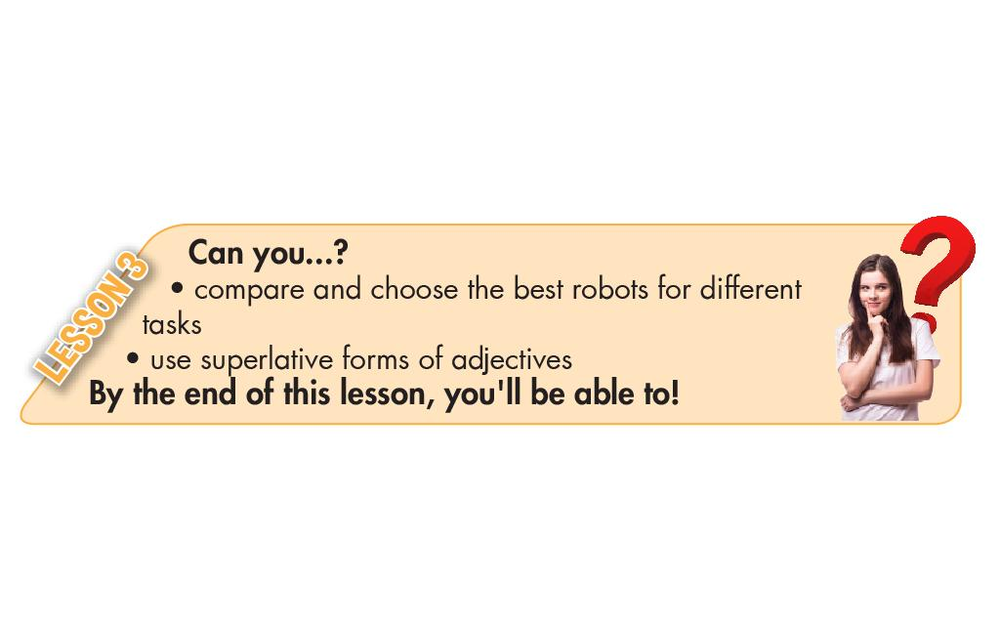 LESSON 3
Can you...?
• compare and choose the best robots for different
tasks
• use superlative forms of adjectives
By the end of this lesson, you'll be able to!